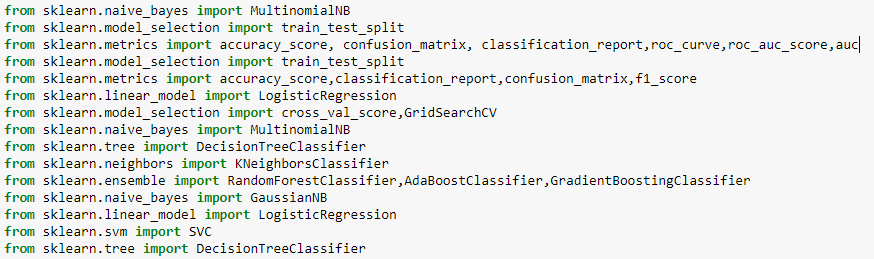 from sklearn.naive_bayes import MultinomialNB
from sklearn.model_selection import train_test_split
from sklearn.metrics import accuracy_score, confusion_matrix, classification_report,roc_curve,roc_auc_score,auc
from sklearn.model_selection import train_test_split
from sklearn.metrics import accuracy_score,classification_report,confusion_matrix,f1_score
from sklearn.linear_model import LogisticRegression
from sklearn.model_selection import cross_val_score,GridSearchCV
from sklearn.naive_bayes import MultinomialNB
from sklearn.tree import DecisionTreeClassifier
from sklearn.neighbors import KNeighborsClassifier
from sklearn.ensemble import RandomForestClassifier,AdaBoostClassifier,GradientBoostingClassifier
from sklearn.naive_bayes import GaussianNB
from sklearn.linear_model import LogisticRegression
from sklearn.svm import SVC
from sklearn.tree import DecisionTreeClassifier